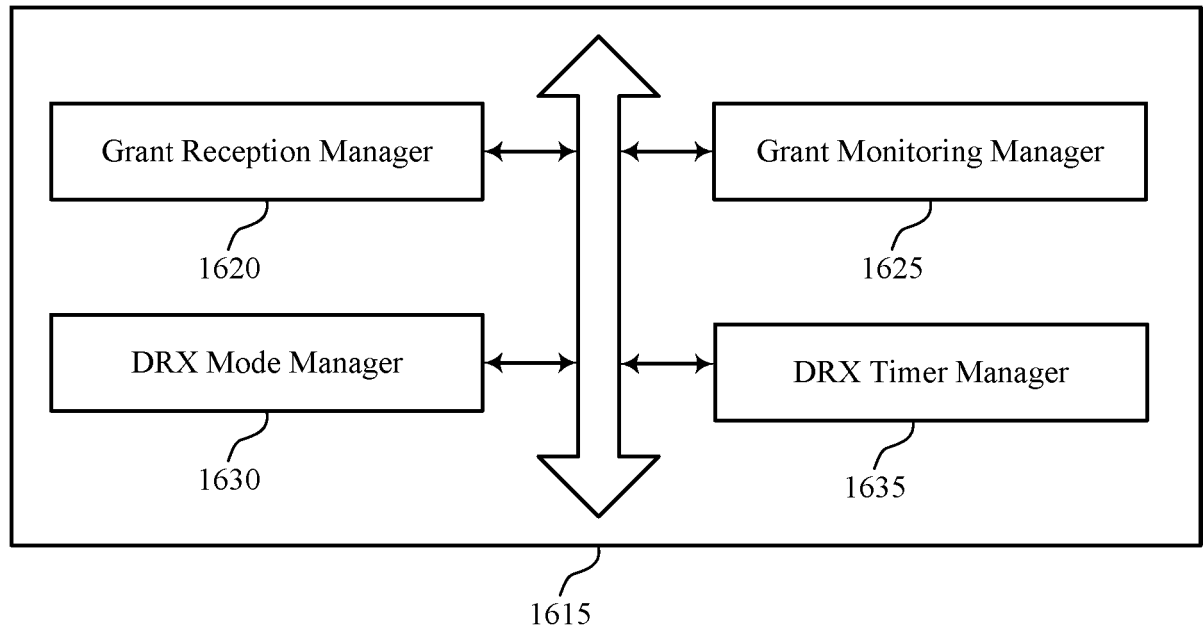 Grant Reception Manager
Grant Monitoring Manager
1620
1625
DRX Mode Manager
DRX Timer Manager
1630
1635
1615